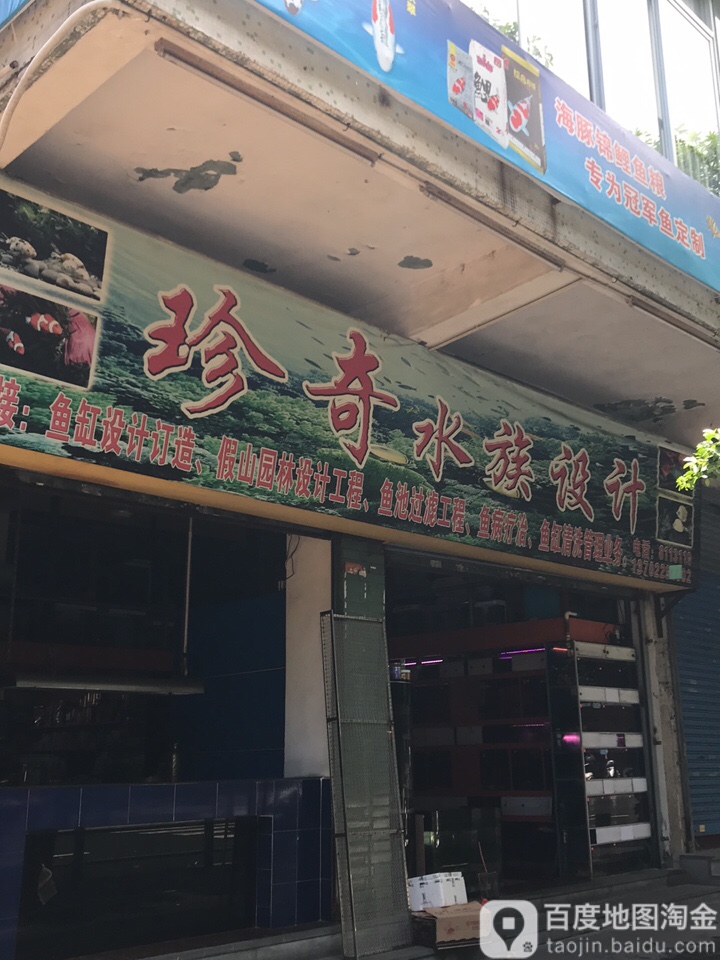 海豚锦鲤鱼粮
专为冠军鱼定制
鲤
珍奇水族设计
接：鱼缸设计订造、假山园林设计工程、鱼池过滤工程、鱼病疗治、鱼缸清洗管理业务
电话：
百度地图淘金
taojin.baidu.com